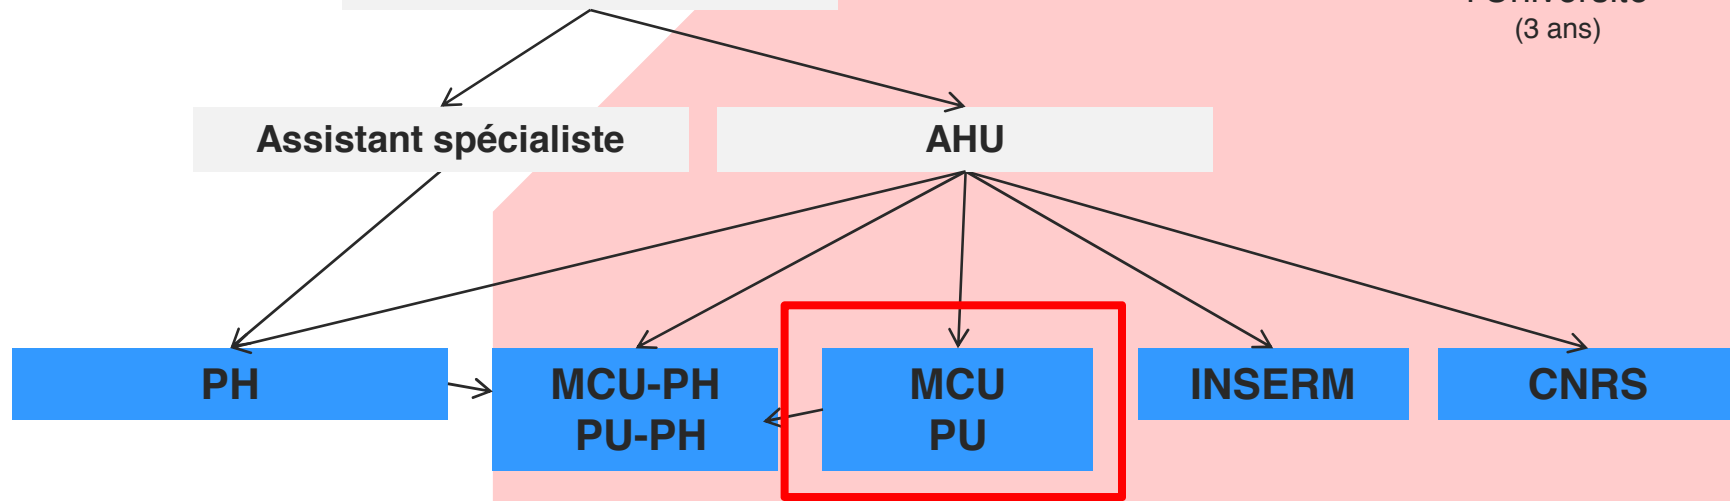 (3 ans)
Assistant spécialiste
AHU
PH
MCU-PH
PU-PH
MCU
PU
INSERM
CNRS